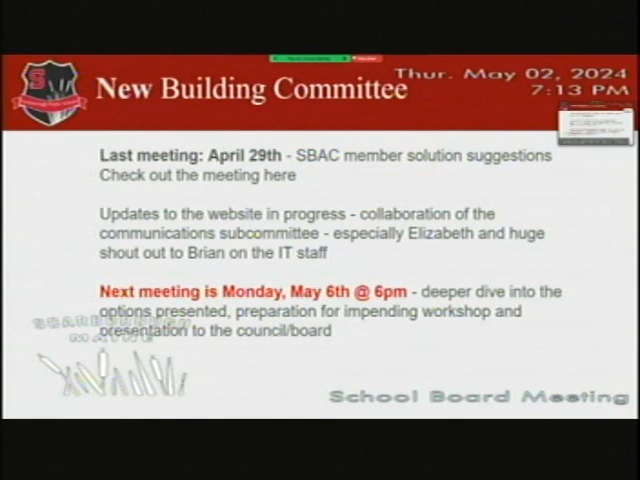 New Building Committee
Thur. May 02, 2024
7:13 PM
S
Last meeting: April 29th - SBAC member solution suggestions
Check out the meeting here
Updates to the website in progress - collaboration of the
communications subcommittee - especially Elizabeth and huge
shout out to Brian on the IT staff
Next meeting is Monday, May 6th @ 6pm - deeper dive into the
options presented, preparation for impending workshop and
presentation to the council/board
SCARBOROUGH
MAINE
School Board Meeting